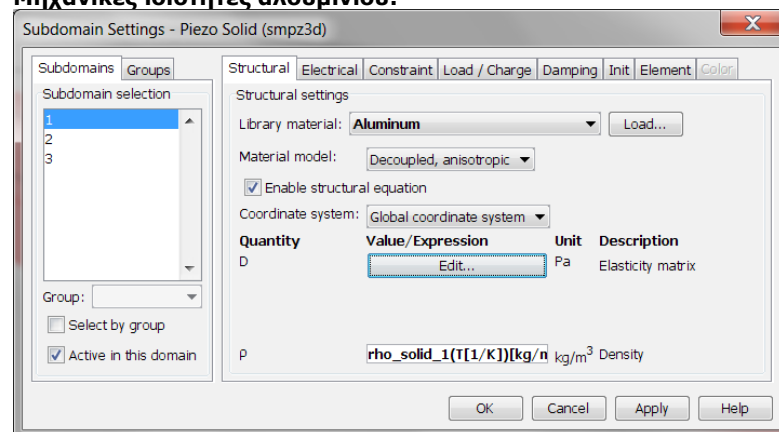 Μηχανικές ιδιότητες αλουμινίου:
Subdomain Settings - Piezo Solid (smpz3d)
Subdomains Groups
Structural Electrical Constraint Load / Charge Damping Init Element Color
Subdomain selection
Structural settings
1
2
3
Library material: Aluminum Load...
Material model: Decoupled, anisotropic
Enable structural equation
Coordinate system: Global coordinate system
Quantity Value/Expression Unit Description
D Edit... Pa Elasticity matrix
Group:
Select by group
Active in this domain
ρ rho_solid_1(T[1/K])[kg/n kg/m³ Density
OK Cancel Apply Help